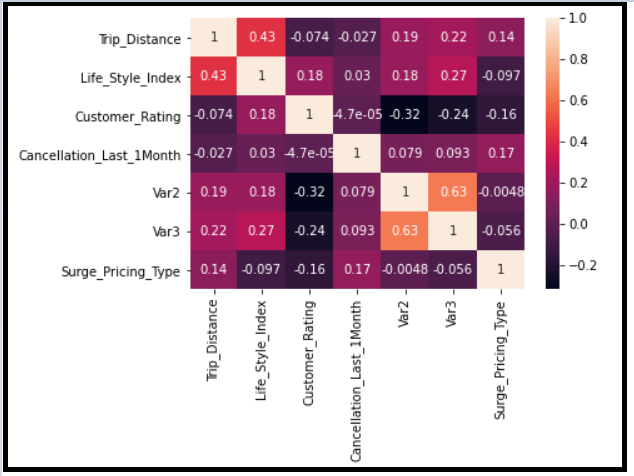 Trip_Distance 1 0.43 -0.074 -0.027 0.19 0.22 0.14
Life_Style_Index 0.43 1 0.18 0.03 0.18 0.27 -0.097
Customer_Rating -0.074 0.18 1 -4.7e-05 -0.32 -0.24 -0.16
Cancellation_Last_1Month -0.027 0.03 -4.7e-05 1 0.079 0.093 0.17
Var2 0.19 0.18 -0.32 0.079 1 0.63 -0.0048
Var3 0.22 0.27 -0.24 0.093 0.63 1 -0.056
Surge_Pricing_Type 0.14 -0.097 -0.16 0.17 -0.0048 -0.056 1
Trip_Distance
Life_Style_Index
Customer_Rating
Cancellation_Last_1Month
Var2
Var3
Surge_Pricing_Type
1.0
0.8
0.6
0.4
0.2
0.0
-0.2